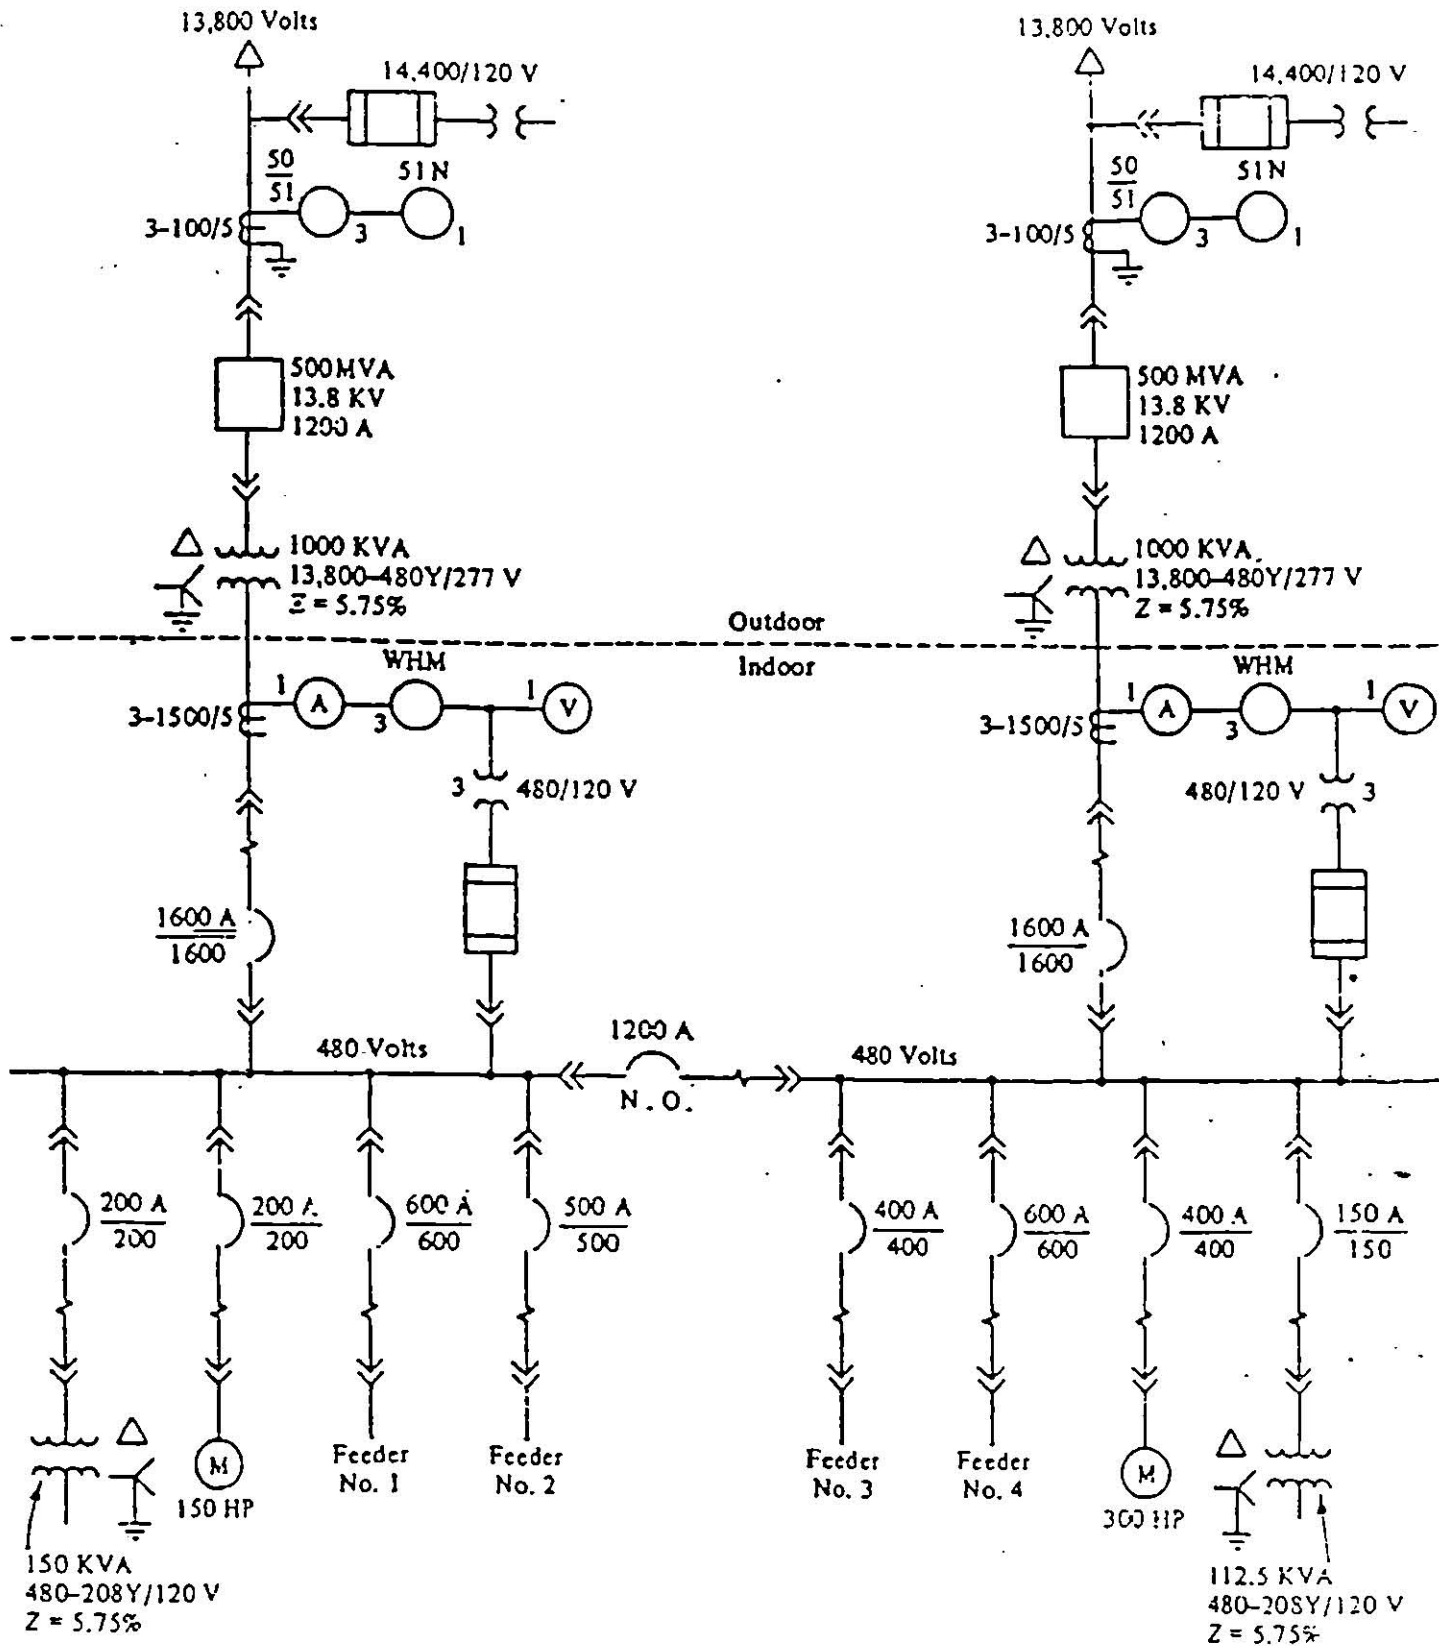 13,800 Volts
14,400/120 V
50
51
51N
3-100/5
3
1
500 MVA
13.8 KV
1200 A
1000 KVA
13,800-480Y/277 V
Z = 5.75%
13,800 Volts
14,400/120 V
50
51
51N
3-100/5
3
1
500 MVA
13.8 KV
1200 A
1000 KVA
13,800-480Y/277 V
Z = 5.75%
Outdoor
Indoor
WHM
1
A
3
1
V
3-1500/5
3
480/120 V
1600 A
1600
WHM
1
A
3
1
V
3-1500/5
480/120 V
3
1600 A
1600
480 Volts
1200 A
N. O.
480 Volts
200 A
200
200 A
200
600 A
600
500 A
500
400 A
400
600 A
600
400 A
400
150 A
150
M
150 HP
Feeder
No. 1
Feeder
No. 2
Feeder
No. 3
Feeder
No. 4
M
300 HP
150 KVA
480-208Y/120 V
Z = 5.75%
112.5 KVA
480-208Y/120 V
Z = 5.75%